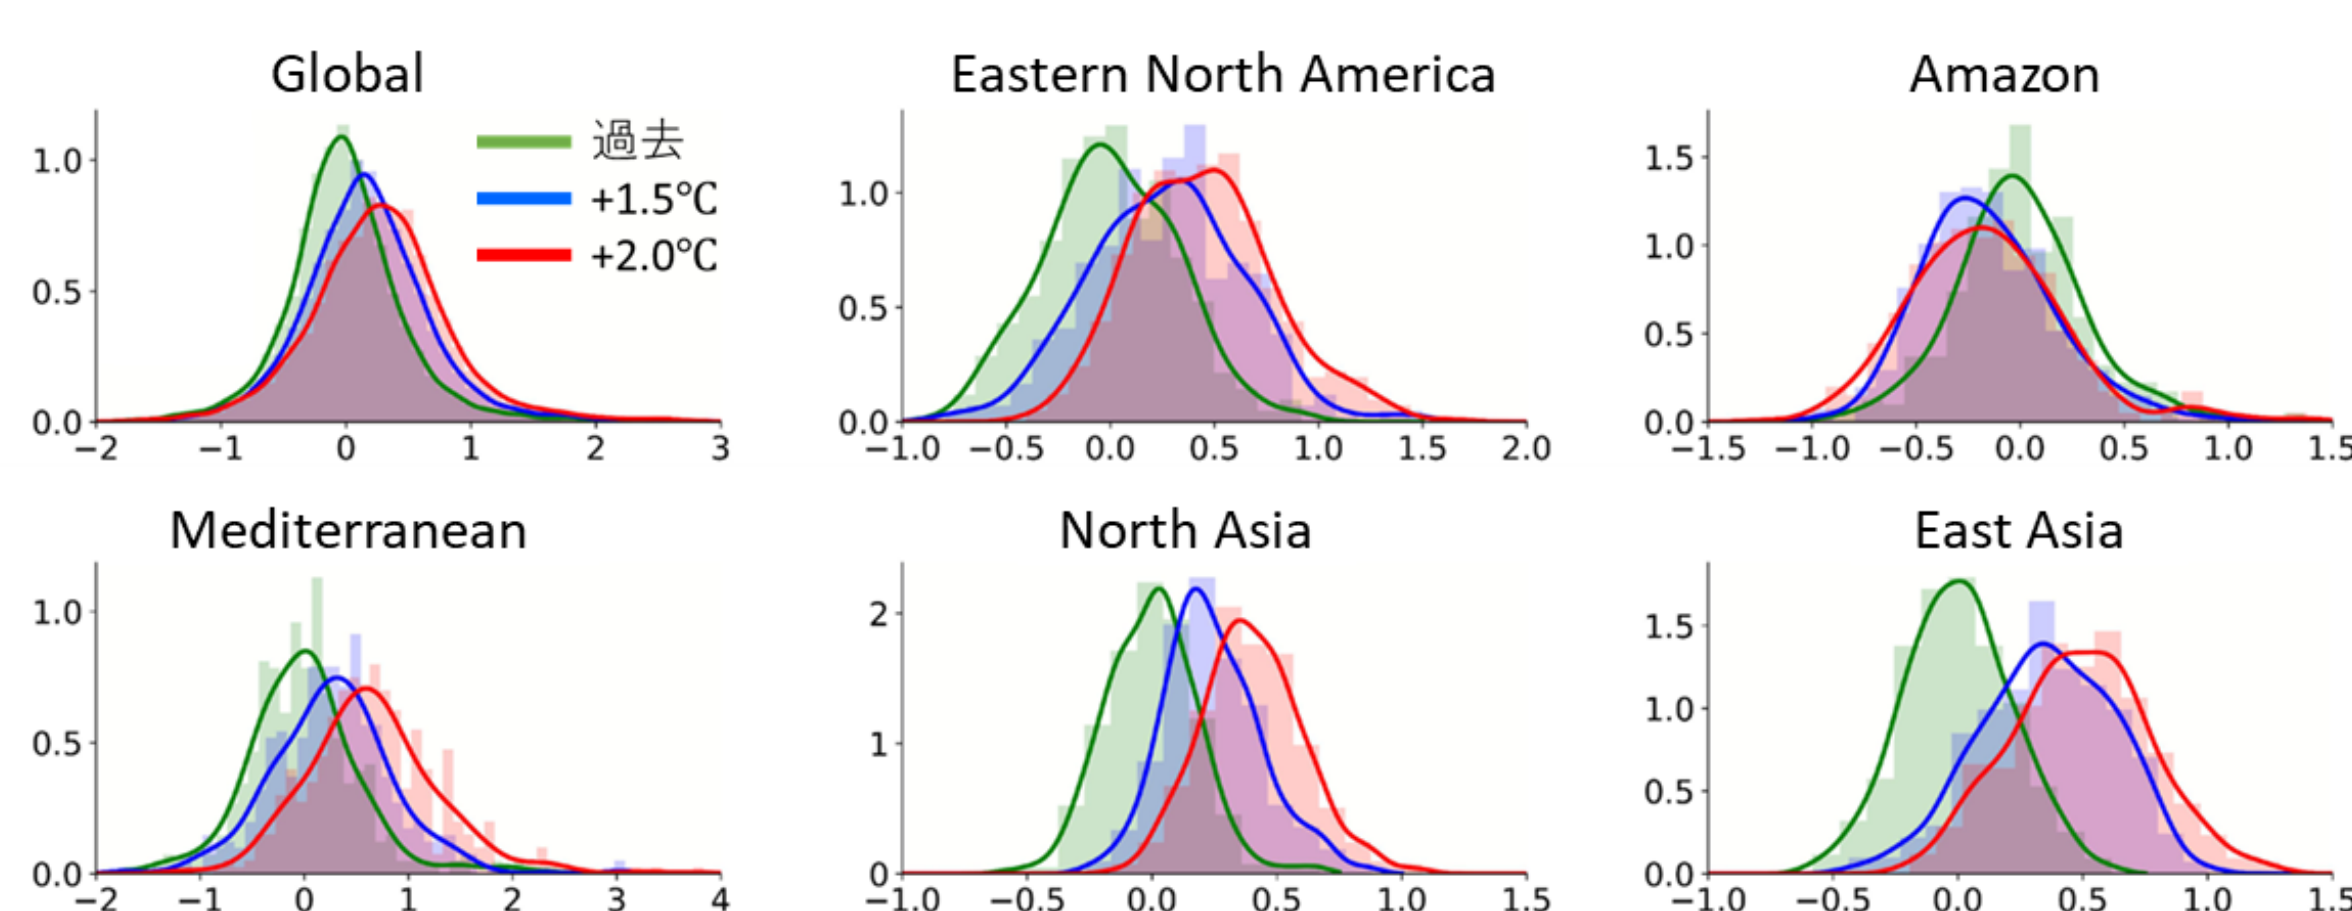 Global
1.0
0.5
0.0
−2 −1 0 1 2 3
過去
+1.5℃
+2.0℃
Eastern North America
1.0
0.5
0.0
−1.0 −0.5 0.0 0.5 1.0 1.5 2.0
Amazon
1.5
1.0
0.5
0.0
−1.5 −1.0 −0.5 0.0 0.5 1.0 1.5
Mediterranean
1.0
0.5
0.0
−2 −1 0 1 2 3 4
North Asia
2
1
0
−1.0 −0.5 0.0 0.5 1.0 1.5
East Asia
1.5
1.0
0.5
0.0
−1.0 −0.5 0.0 0.5 1.0 1.5